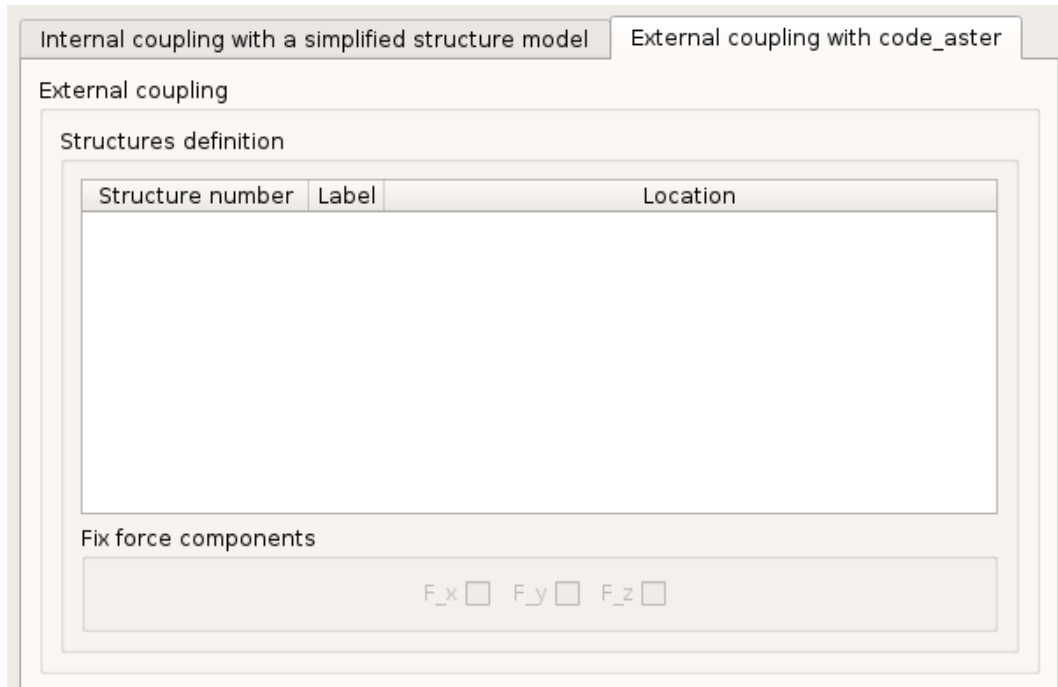 Internal coupling with a simplified structure model External coupling with code_aster
External coupling
Structures definition
Structure number Label Location
Fix force components
F_x F_y F_z